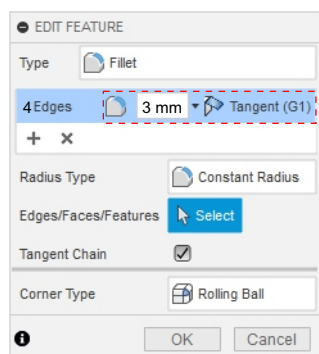 EDIT FEATURE
Type Fillet
4 Edges 3 mm Tangent (G1)
Radius Type Constant Radius
Edges/Faces/Features Select
Tangent Chain
Corner Type Rolling Ball
OK Cancel